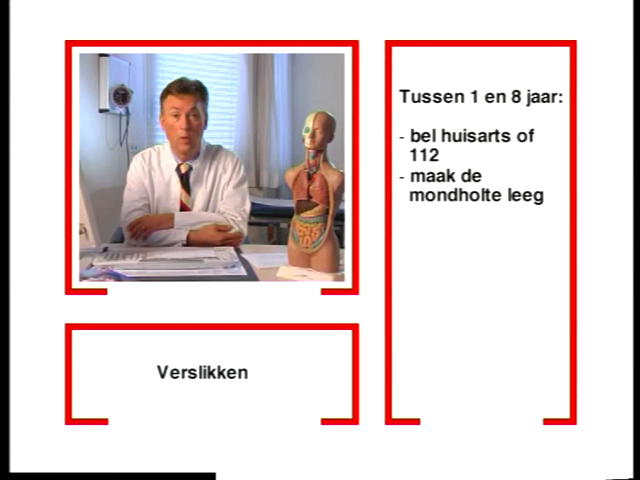 Tussen 1 en 8 jaar:
- bel huisarts of
112
- maak de
mondholte leeg
Verslikken